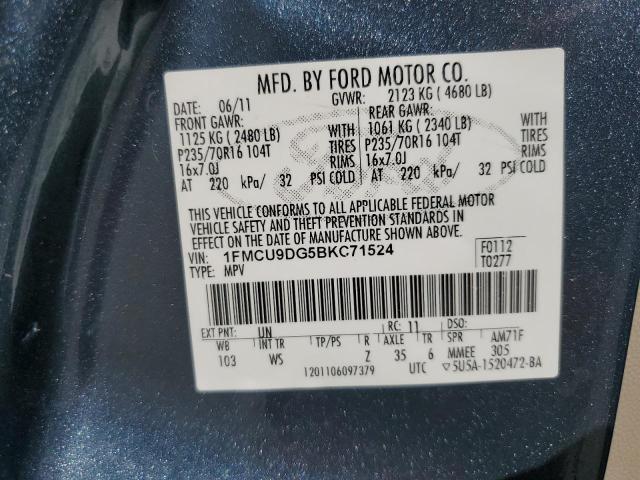 MFD. BY FORD MOTOR CO.
DATE: 06/11 GVWR: 2123 KG ( 4680 LB)
FRONT GAWR: REAR GAWR:
1125 KG ( 2480 LB) WITH 1061 KG ( 2340 LB) WITH
P235/70R16 104T TIRES P235/70R16 104T TIRES
16x7.0J RIMS 16x7.0J RIMS
AT 220 kPa/ 32 PSI COLD AT 220 kPa/ 32 PSI COLD
THIS VEHICLE CONFORMS TO ALL APPLICABLE FEDERAL MOTOR
VEHICLE SAFETY AND THEFT PREVENTION STANDARDS IN
EFFECT ON THE DATE OF MANUFACTURE SHOWN ABOVE.
VIN: 1FMCU9DG5BKC71524 F0112
TYPE: MPV T0277
EXT PNT: UN RC: 11 DSO:
WB INT TR TP/PS R AXLE TR SPR AM71F
103 WS Z 35 6 MMEE 305
1201106097379 UTC ▽5U5A-1520472-BA